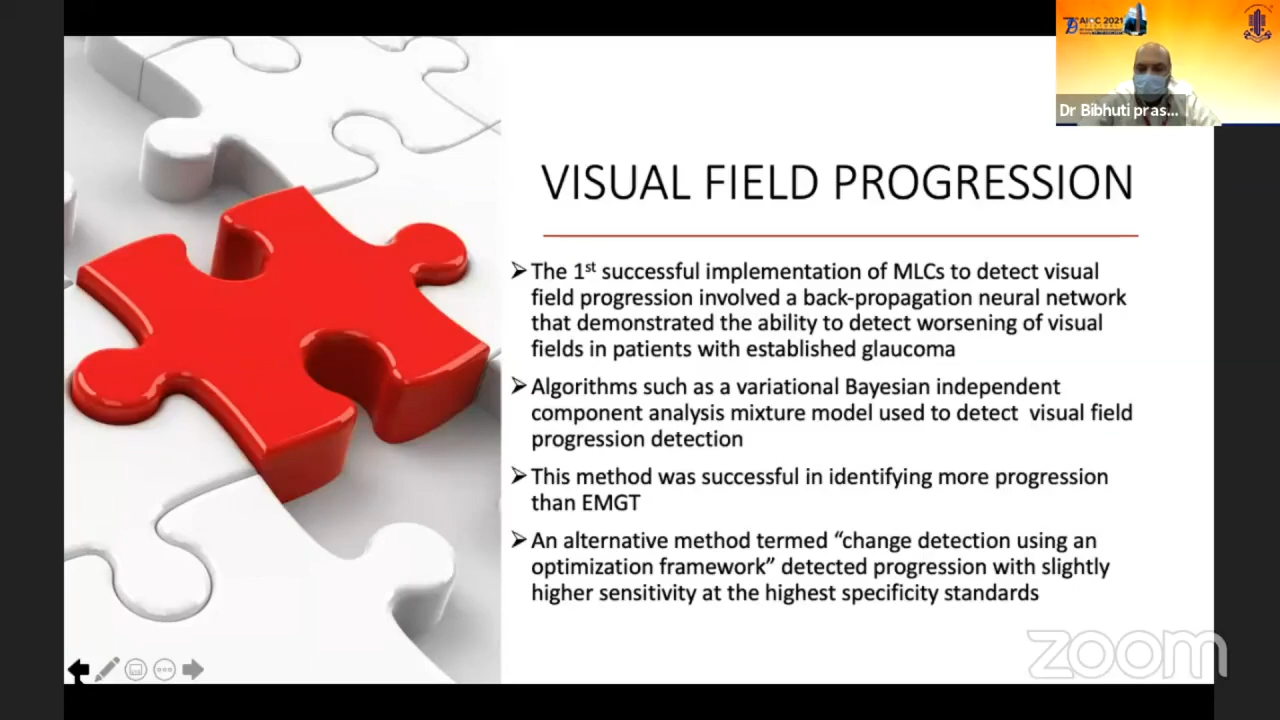 AIOC 2021
Dr Bibhuti pras...
VISUAL FIELD PROGRESSION
➢ The 1st successful implementation of MLCs to detect visual
field progression involved a back-propagation neural network
that demonstrated the ability to detect worsening of visual
fields in patients with established glaucoma
➢ Algorithms such as a variational Bayesian independent
component analysis mixture model used to detect visual field
progression detection
➢ This method was successful in identifying more progression
than EMGT
➢ An alternative method termed “change detection using an
optimization framework” detected progression with slightly
higher sensitivity at the highest specificity standards
zoom